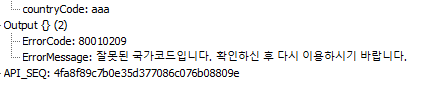 countryCode: aaa
Output {} (2)
ErrorCode: 80010209
ErrorMessage: 잘못된 국가코드입니다. 확인하신 후 다시 이용하시기 바랍니다.
API_SEQ: 4fa8f89c7b0e35d377086c076b08809e